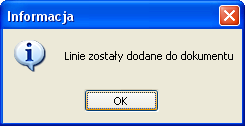 Informacja
Linie zostały dodane do dokumentu
OK